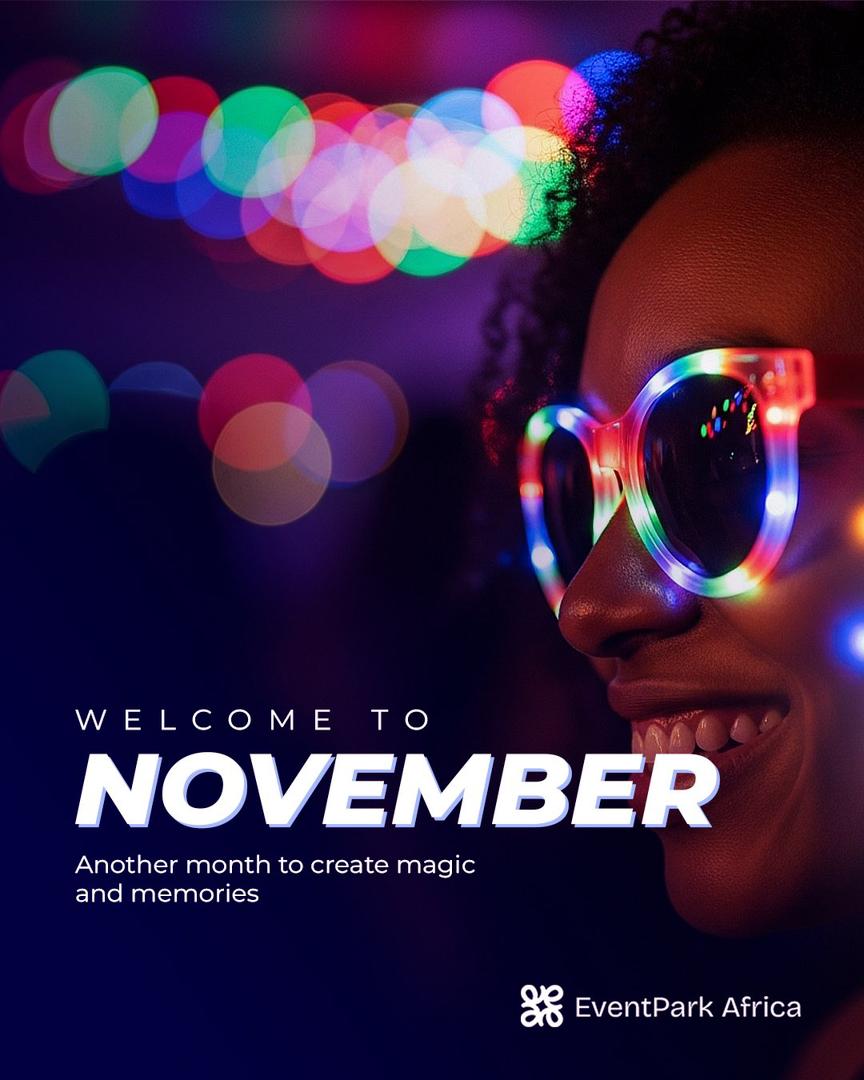 WELCOME TO
NOVEMBER
Another month to create magic
and memories
EventPark Africa